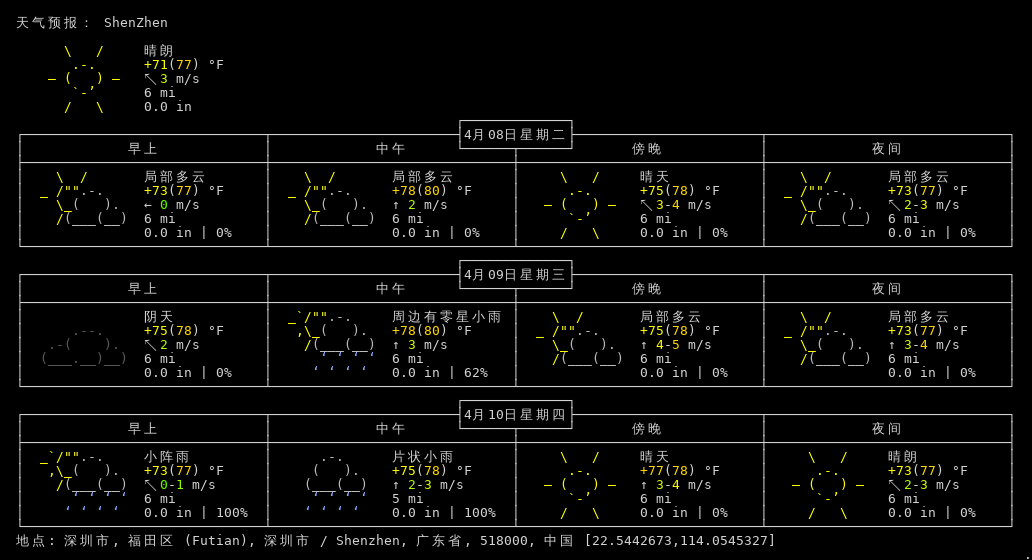 天气预报： ShenZhen
晴朗
+71(77) °F
↖3 m/s
6 mi
0.0 in
4月08日星期二
早上 中午 傍晚 夜间
局部多云 局部多云 晴天 局部多云
+73(77) °F +78(80) °F +75(78) °F +73(77) °F
← 0 m/s ↑ 2 m/s ↖3-4 m/s ↖2-3 m/s
6 mi 6 mi 6 mi 6 mi
0.0 in | 0% 0.0 in | 0% 0.0 in | 0% 0.0 in | 0%
4月09日星期三
早上 中午 傍晚 夜间
阴天 周边有零星小雨 局部多云 局部多云
+75(78) °F +78(80) °F +75(78) °F +73(77) °F
↖2 m/s ↑ 3 m/s ↑ 4-5 m/s ↑ 3-4 m/s
6 mi 6 mi 6 mi 6 mi
0.0 in | 0% 0.0 in | 62% 0.0 in | 0% 0.0 in | 0%
4月10日星期四
早上 中午 傍晚 夜间
小阵雨 片状小雨 晴天 晴朗
+73(77) °F +75(78) °F +77(78) °F +73(77) °F
↖0-1 m/s ↑ 2-3 m/s ↑ 3-4 m/s ↖2-3 m/s
6 mi 5 mi 6 mi 6 mi
0.0 in | 100% 0.0 in | 100% 0.0 in | 0% 0.0 in | 0%
地点: 深圳市, 福田区 (Futian), 深圳市 / Shenzhen, 广东省, 518000, 中国 [22.5442673,114.0545327]